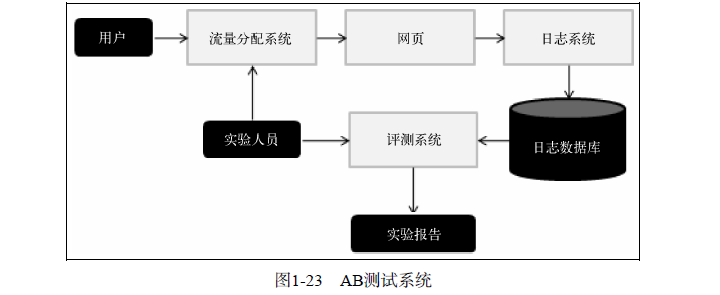 用户
流量分配系统
网页
日志系统
实验人员
评测系统
日志数据库
实验报告
图1-23 AB测试系统